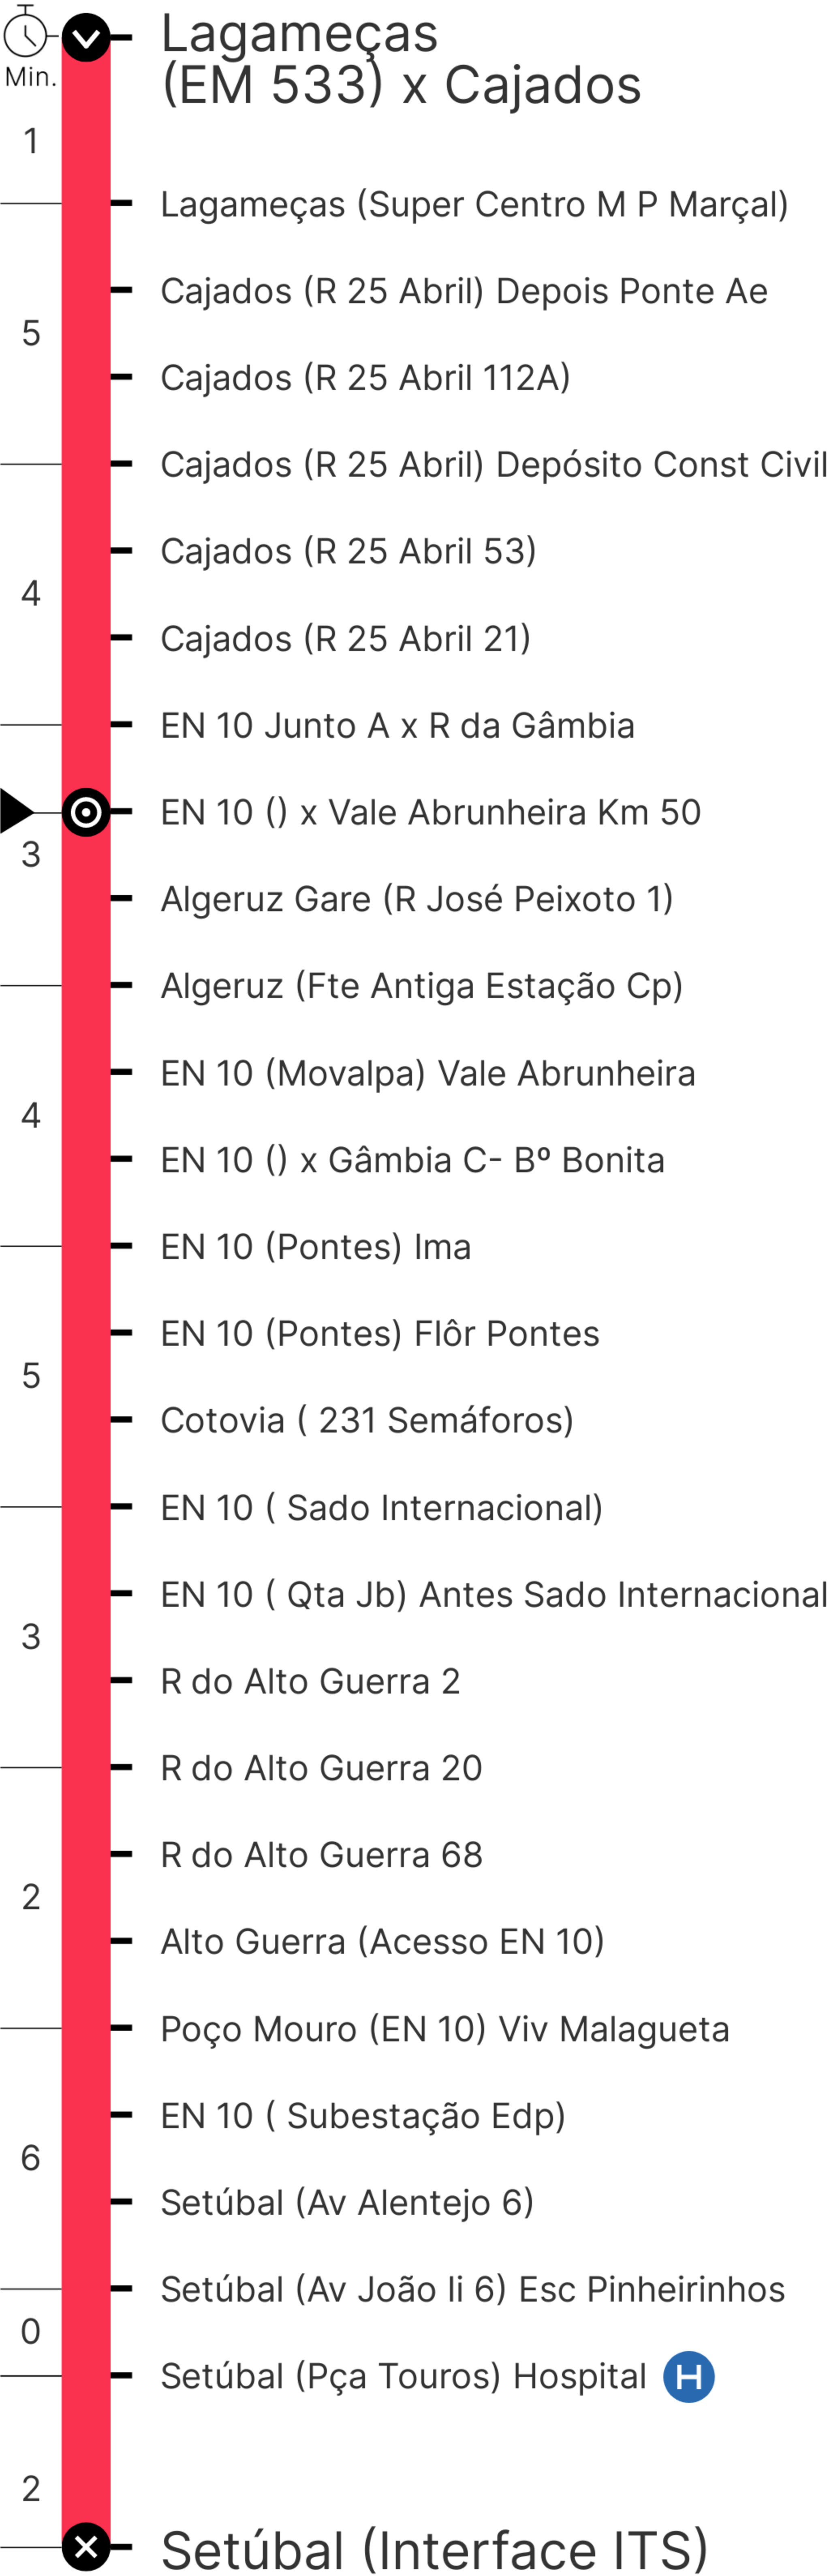 Lagameças
(EM 533) x Cajados
Min.
1
Lagameças (Super Centro M P Marçal)
Cajados (R 25 Abril) Depois Ponte Ae
5
Cajados (R 25 Abril 112A)
Cajados (R 25 Abril) Depósito Const Civil
Cajados (R 25 Abril 53)
4
Cajados (R 25 Abril 21)
EN 10 Junto A x R da Gâmbia
EN 10 () x Vale Abrunheira Km 50
3
Algeruz Gare (R José Peixoto 1)
Algeruz (Fte Antiga Estação Cp)
EN 10 (Movalpa) Vale Abrunheira
4
EN 10 () x Gâmbia C- Bº Bonita
EN 10 (Pontes) Ima
EN 10 (Pontes) Flôr Pontes
5
Cotovia ( 231 Semáforos)
EN 10 ( Sado Internacional)
EN 10 ( Qta Jb) Antes Sado Internacional
3
R do Alto Guerra 2
R do Alto Guerra 20
R do Alto Guerra 68
2
Alto Guerra (Acesso EN 10)
Poço Mouro (EN 10) Viv Malagueta
EN 10 ( Subestação Edp)
6
Setúbal (Av Alentejo 6)
Setúbal (Av João Ii 6) Esc Pinheirinhos
0
Setúbal (Pça Touros) Hospital H
2
Setúbal (Interface ITS)